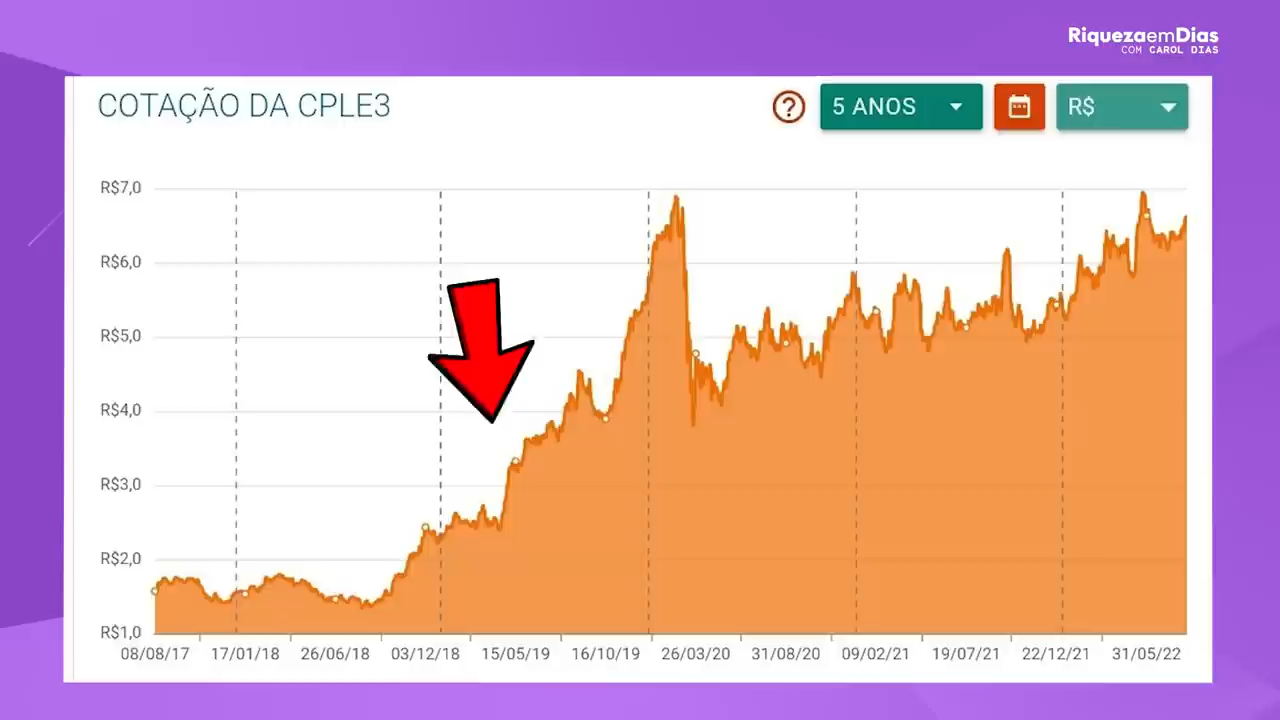 RiquezaemDias
COM CAROL DIAS
COTAÇÃO DA CPLE3
?
5 ANOS
R$
R$7,0
R$6,0
R$5,0
R$4,0
R$3,0
R$2,0
R$1,0
08/08/17 17/01/18 26/06/18 03/12/18 15/05/19 16/10/19 26/03/20 31/08/20 09/02/21 19/07/21 22/12/21 31/05/22